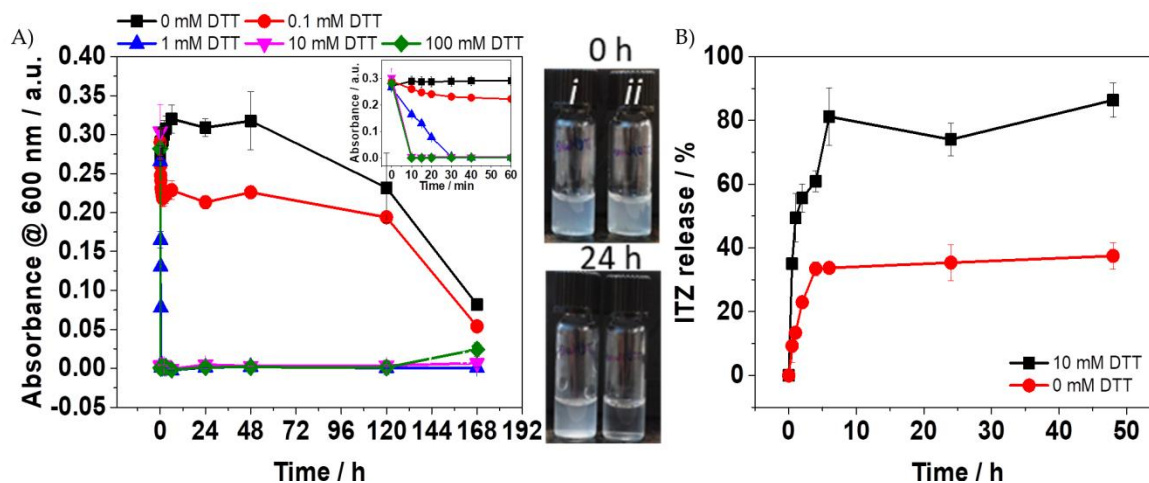 A)
0 mM DTT 0.1 mM DTT
1 mM DTT 10 mM DTT 100 mM DTT
Absorbance @ 600 nm / a.u.
0.40
0.35
0.30
0.25
0.20
0.15
0.10
0.05
0.00
-0.05
0 24 48 72 96 120 144 168 192
Time / h
Absorbance / a.u.
0.3
0.2
0.1
0.0
0 10 20 30 40 50 60
Time / min
0 h
i ii
24 h
B)
ITZ release / %
100
80
60
40
20
0
10 mM DTT
0 mM DTT
0 10 20 30 40 50
Time / h